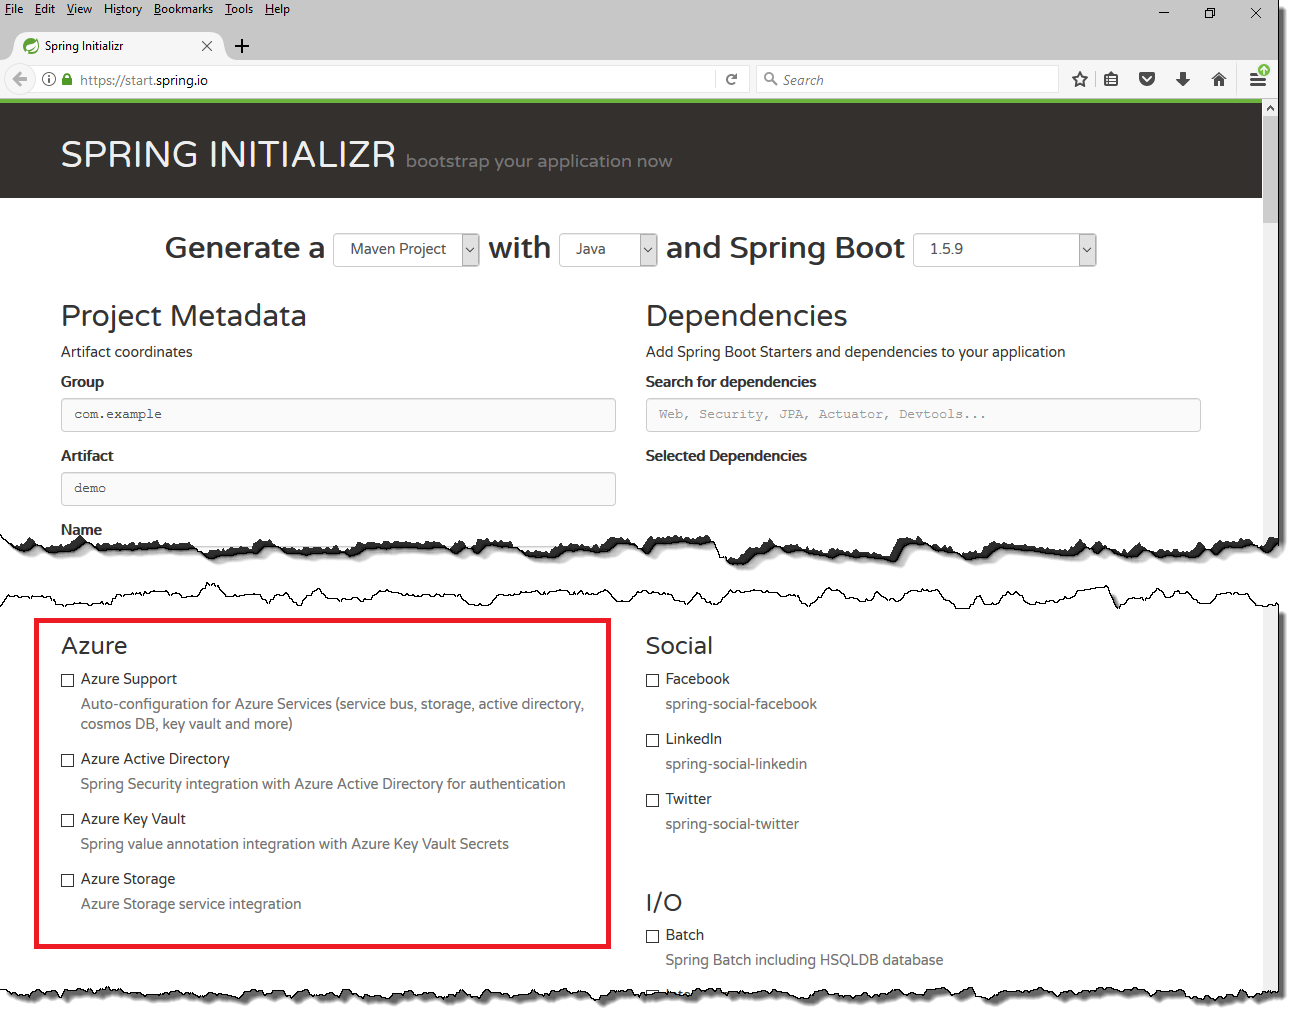 File Edit View History Bookmarks Tools Help
Spring Initializr
https://start.spring.io
Search
SPRING INITIALIZR bootstrap your application now
Generate a Maven Project with Java and Spring Boot 1.5.9
Project Metadata
Artifact coordinates
Group
com.example
Artifact
demo
Name
Dependencies
Add Spring Boot Starters and dependencies to your application
Search for dependencies
Web, Security, JPA, Actuator, Devtools...
Selected Dependencies
Azure
Azure Support
Auto-configuration for Azure Services (service bus, storage, active directory,
cosmos DB, key vault and more)
Azure Active Directory
Spring Security integration with Azure Active Directory for authentication
Azure Key Vault
Spring value annotation integration with Azure Key Vault Secrets
Azure Storage
Azure Storage service integration
Social
Facebook
spring-social-facebook
LinkedIn
spring-social-linkedin
Twitter
spring-social-twitter
I/O
Batch
Spring Batch including HSQLDB database